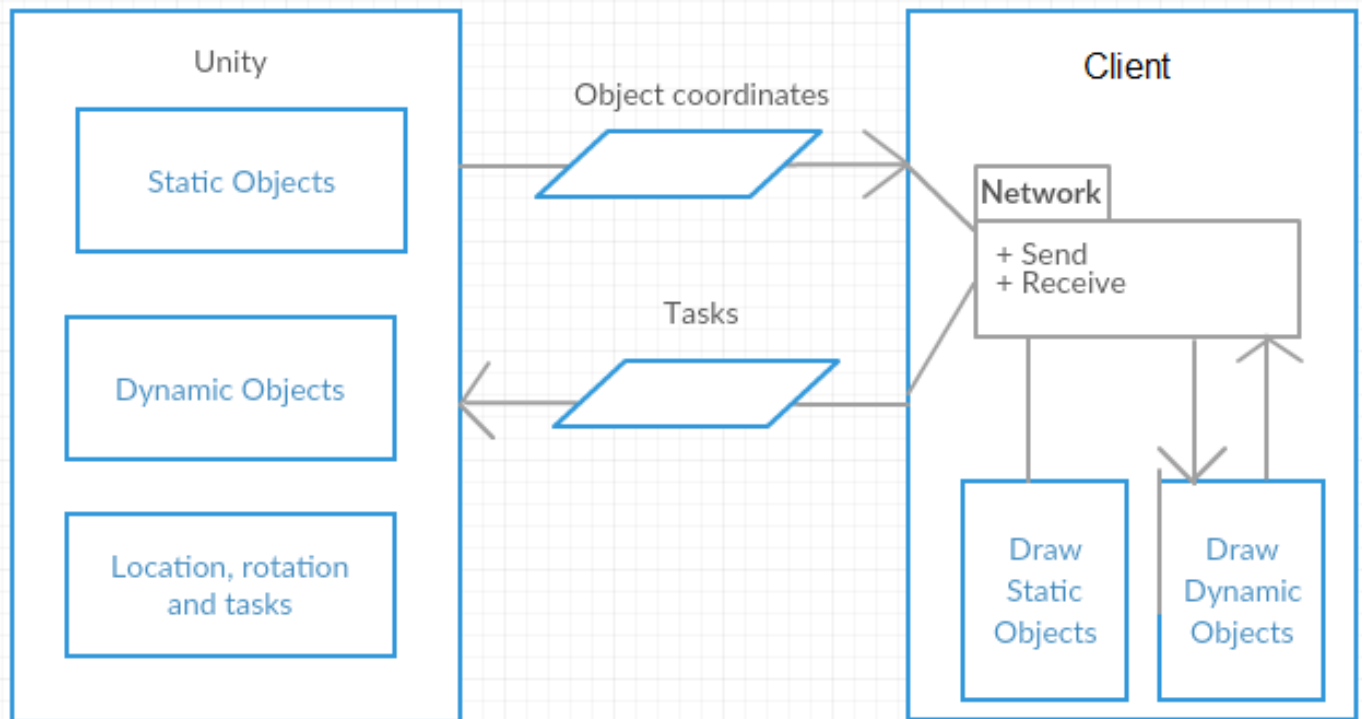 Unity
Static Objects
Dynamic Objects
Location, rotation
and tasks
Object coordinates
Tasks
Client
Network
+ Send
+ Receive
Draw
Static
Objects
Draw
Dynamic
Objects